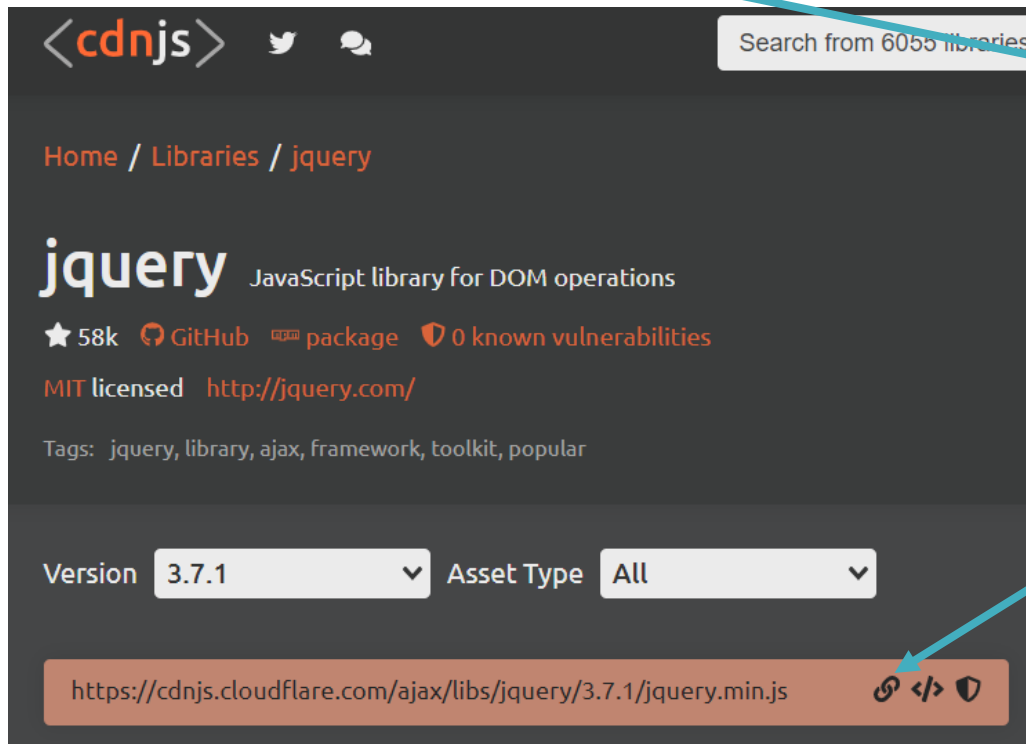 <cdnjs>
Search from 6055 libraries
Home / Libraries / jquery
jquery JavaScript library for DOM operations
58k GitHub npm package 0 known vulnerabilities
MIT licensed http://jquery.com/
Tags: jquery, library, ajax, framework, toolkit, popular
Version 3.7.1 Asset Type All
https://cdnjs.cloudflare.com/ajax/libs/jquery/3.7.1/jquery.min.js </>